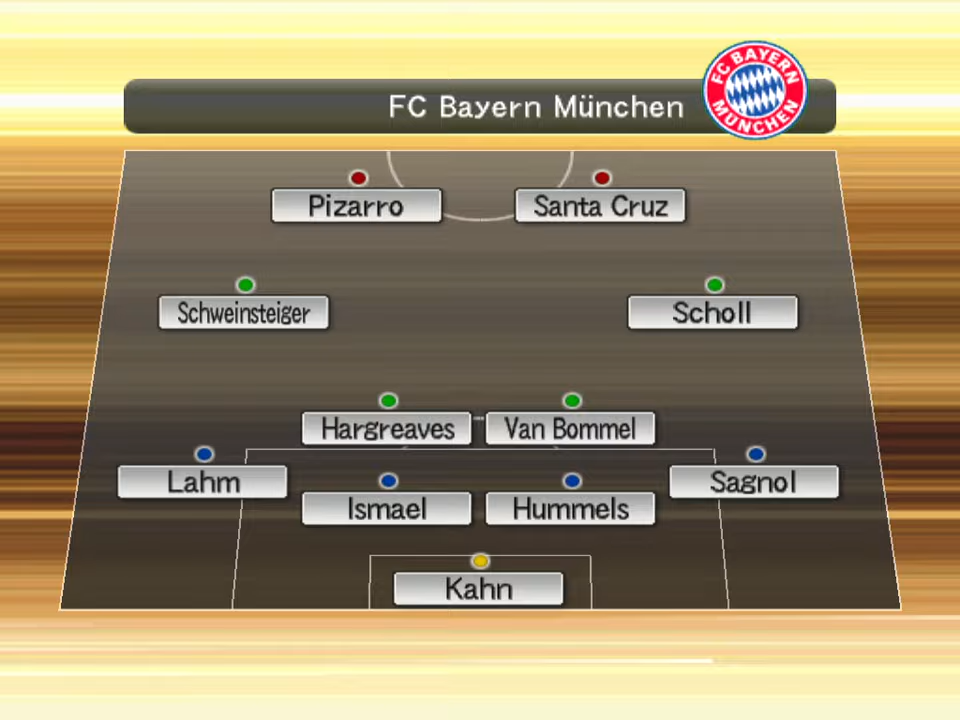 FC Bayern München
FC BAYERN
MÜNCHEN
Pizarro
Santa Cruz
Schweinsteiger
Scholl
Hargreaves
Van Bommel
Lahm
Sagnol
Ismael
Hummels
Kahn